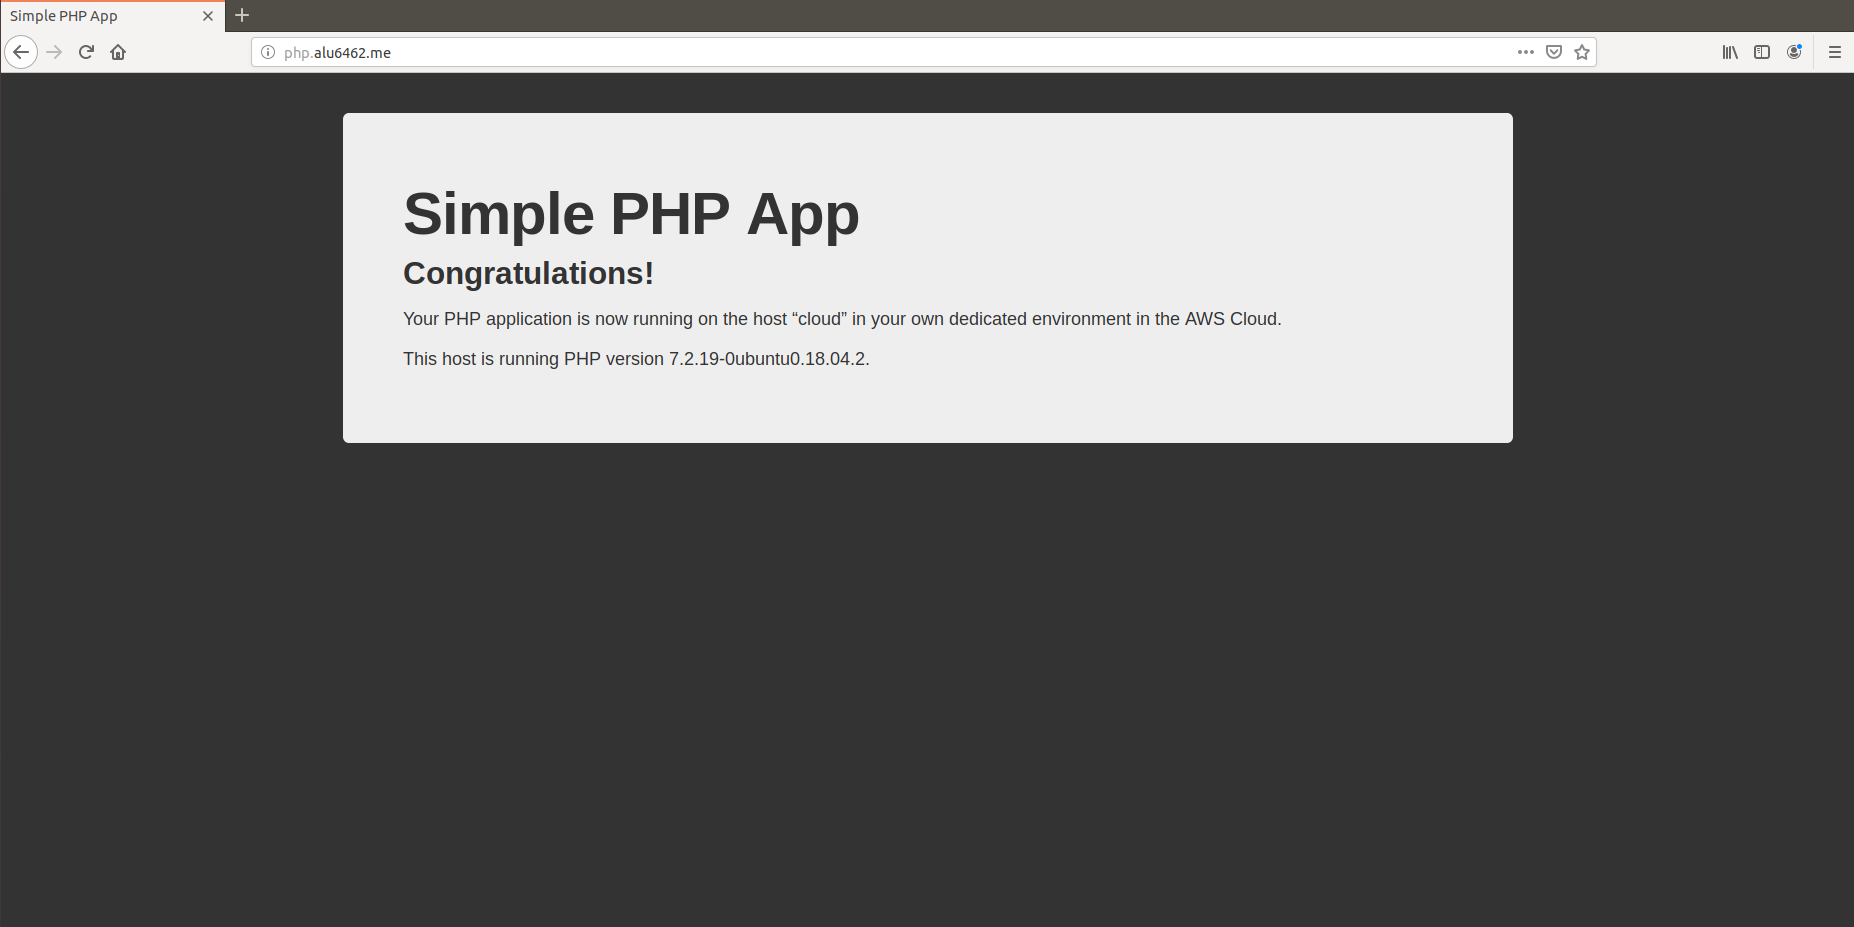 Simple PHP App
php.alu6462.me
Simple PHP App
Congratulations!
Your PHP application is now running on the host “cloud” in your own dedicated environment in the AWS Cloud.
This host is running PHP version 7.2.19-0ubuntu0.18.04.2.